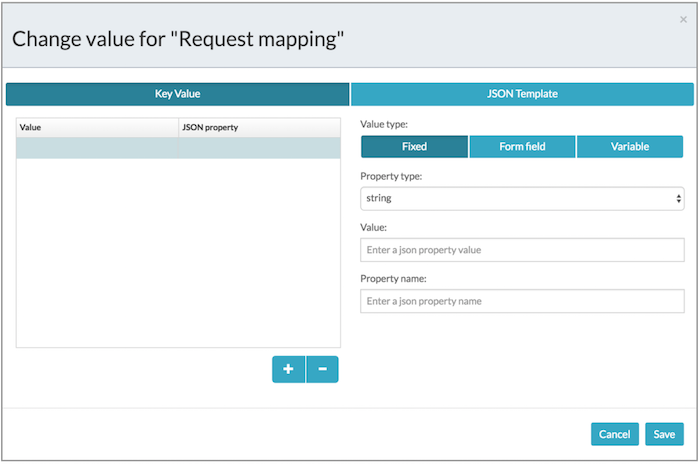 ×
Change value for "Request mapping"
Key Value
JSON Template
Value
JSON property
Value type:
Fixed
Form field
Variable
Property type:
string
Value:
Enter a json property value
Property name:
Enter a json property name
+
-
Cancel
Save